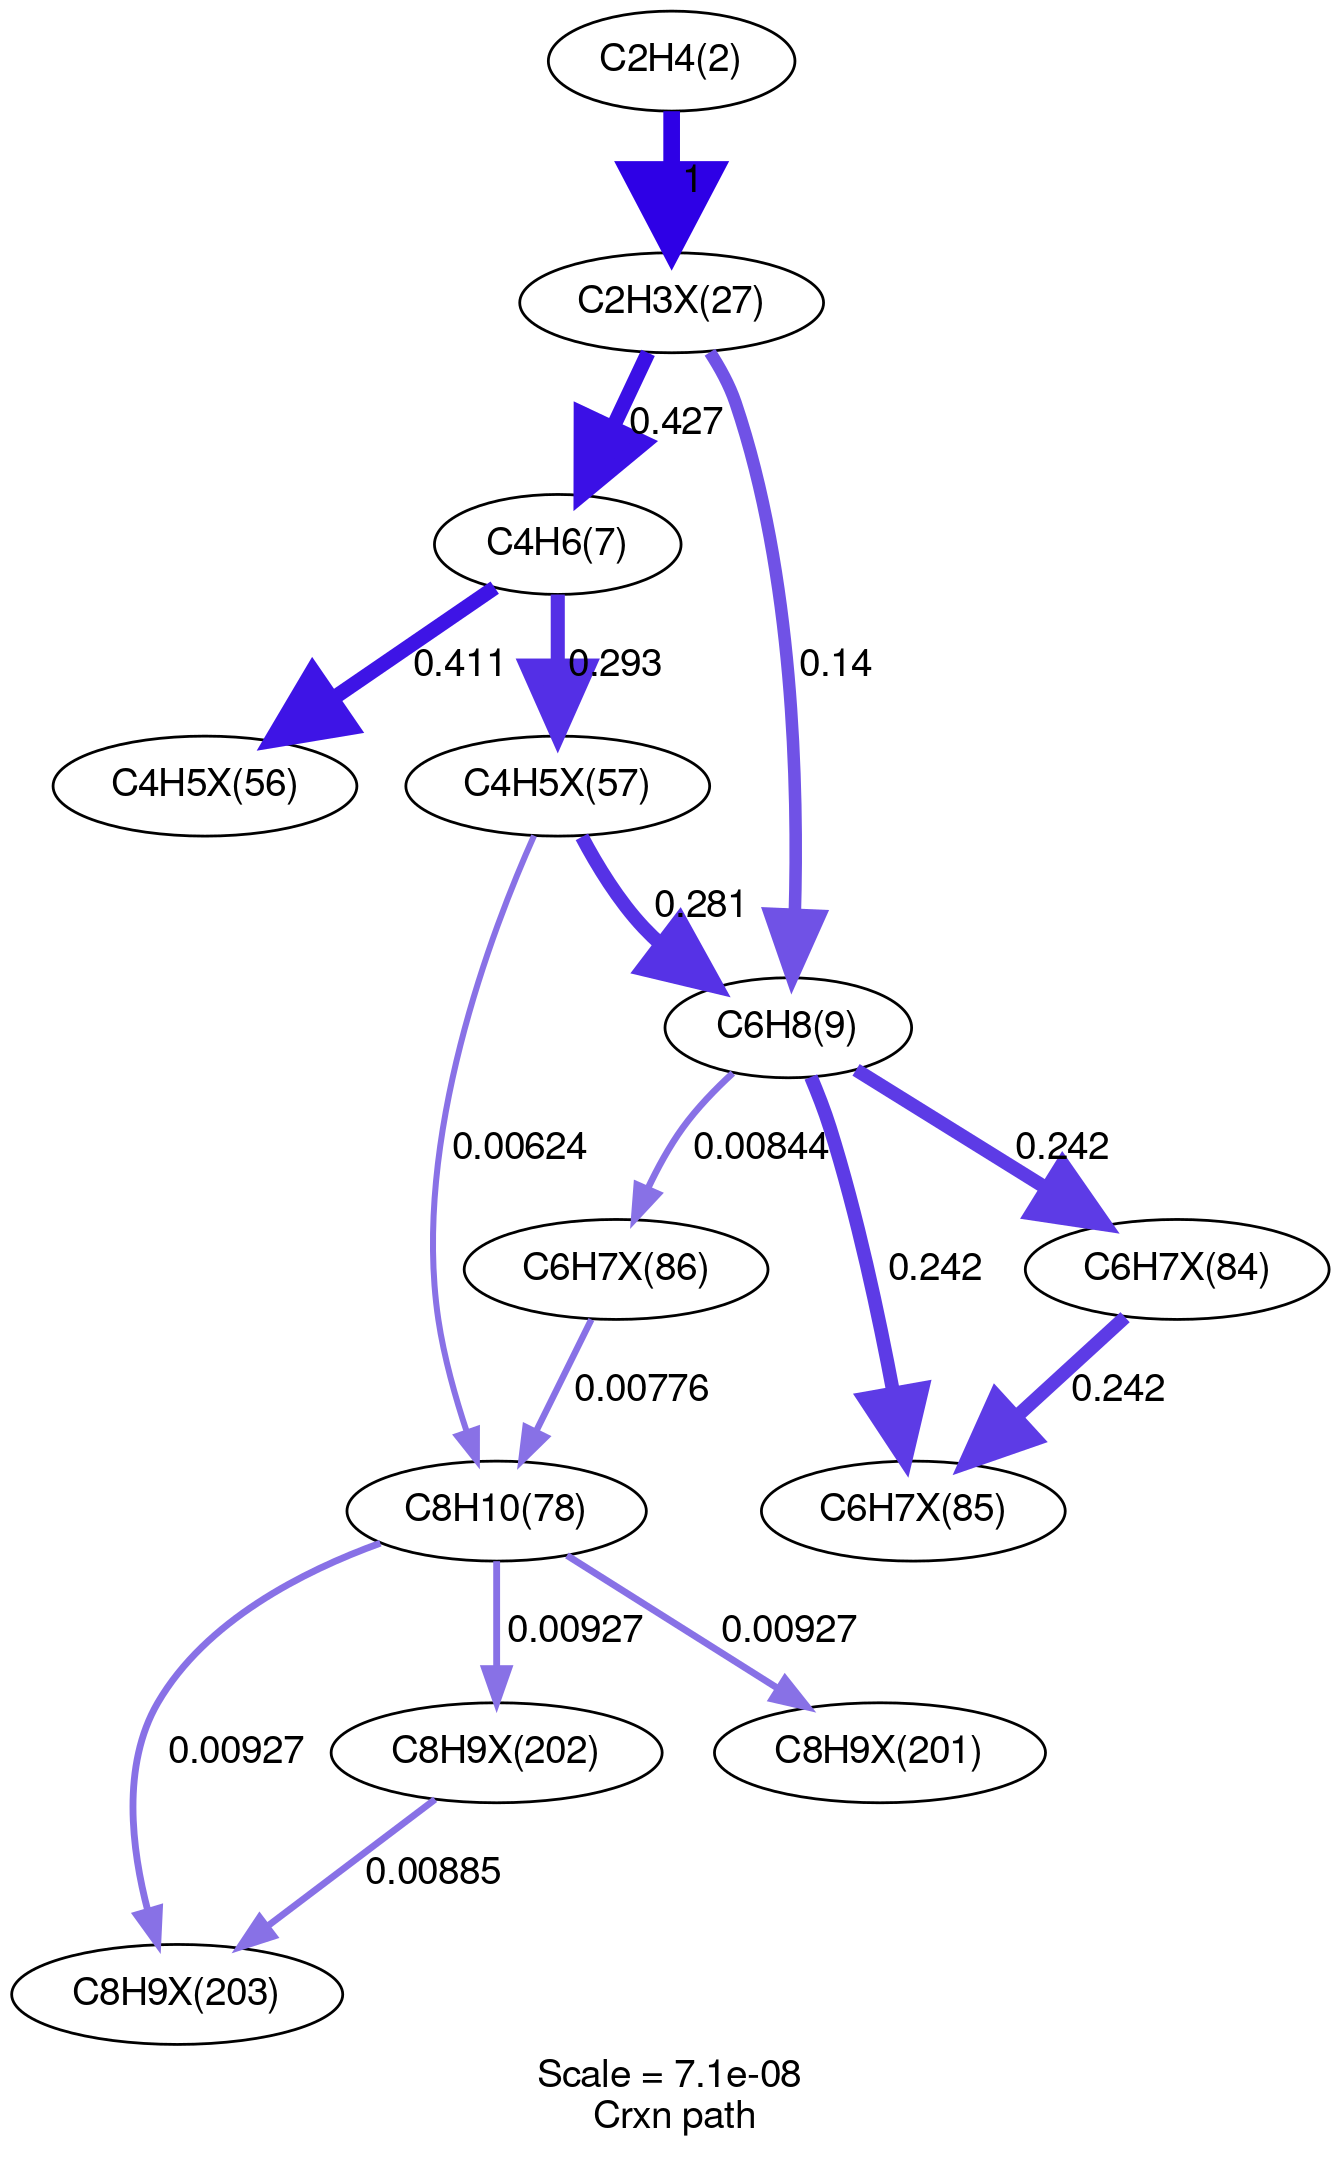 C2H4(2)
1
C2H3X(27)
0.427
C4H6(7)
0.411
0.293
0.14
C4H5X(56)
C4H5X(57)
0.281
C6H8(9)
0.00624
0.00844
0.242
0.242
C6H7X(86)
C6H7X(84)
0.00776
0.242
C8H10(78)
C6H7X(85)
0.00927
0.00927
0.00927
C8H9X(202)
C8H9X(201)
0.00885
C8H9X(203)
Scale = 7.1e-08
Crxn path